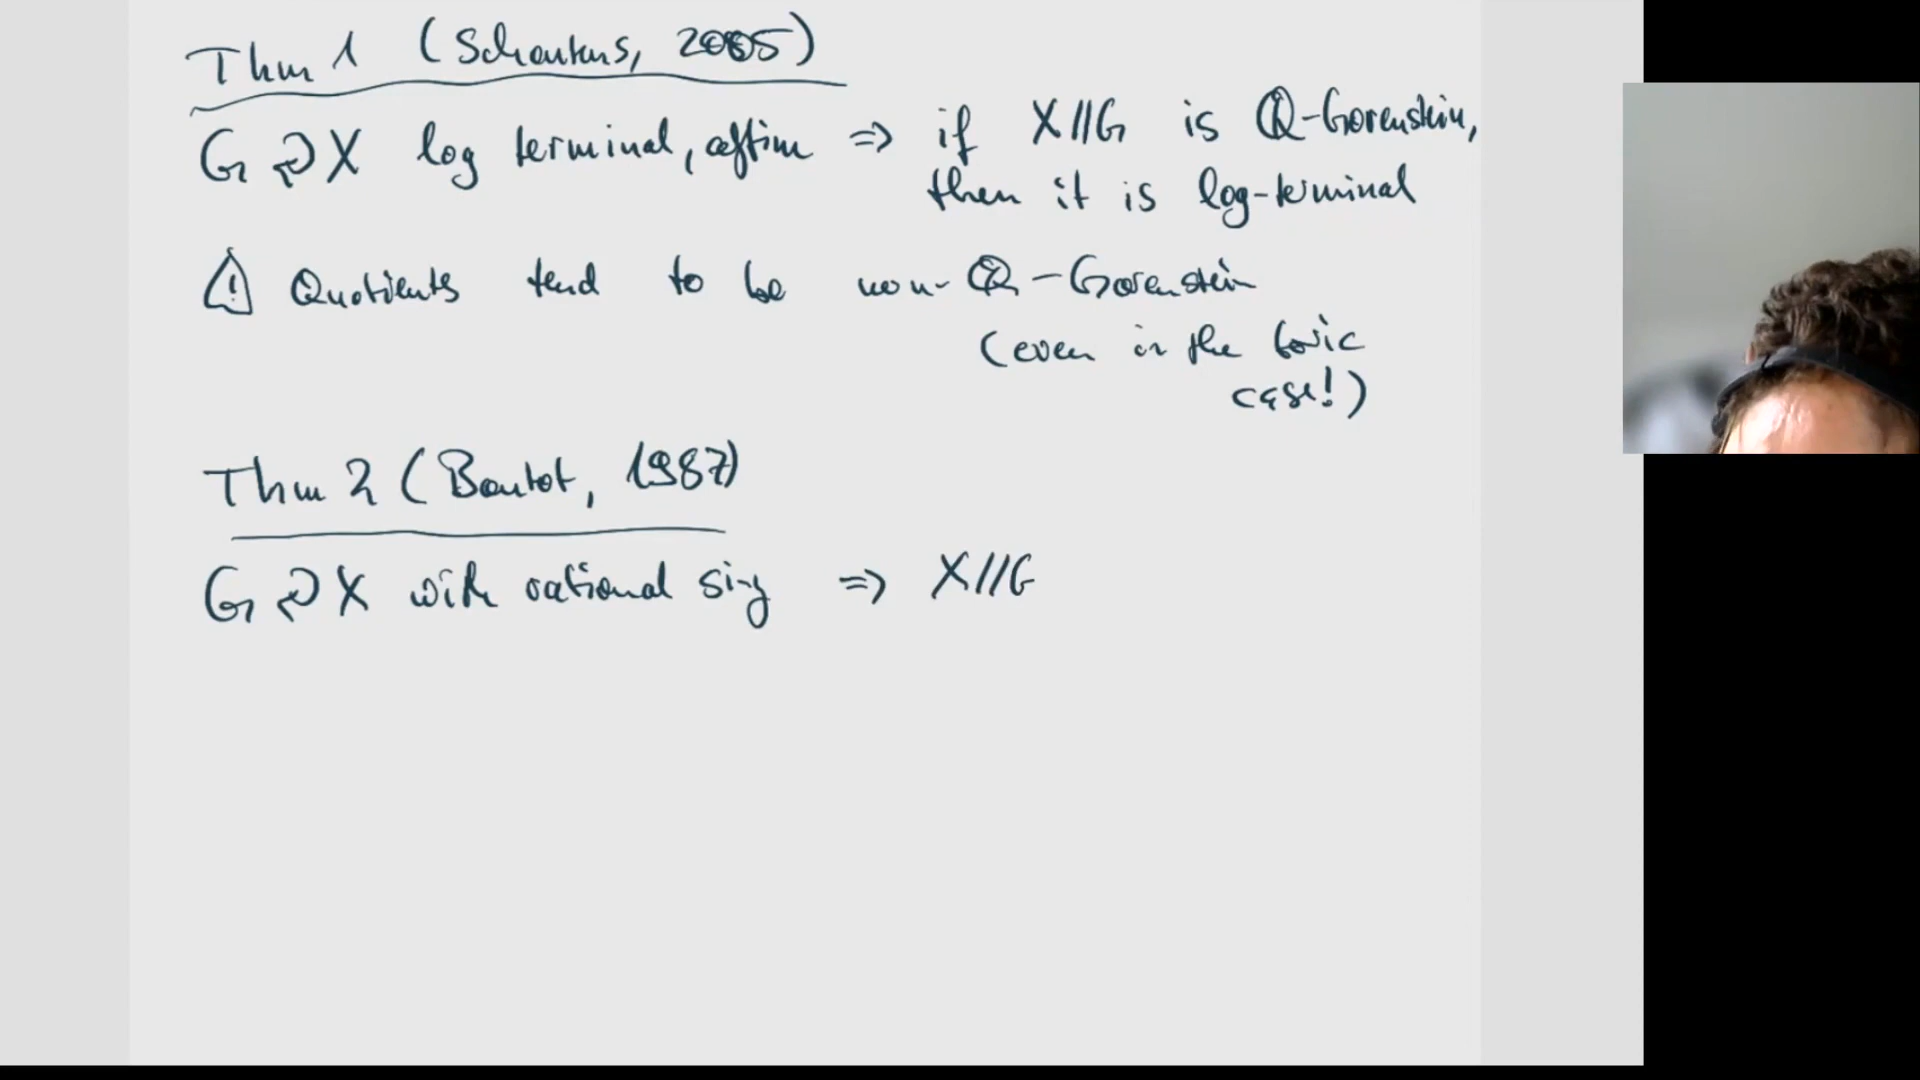 Thm 1 (Schoutens, 2005)
G ↻ X log terminal, affine ⇒ if X//G is Q-Gorenstein,
then it is log-terminal
⚠ Quotients tend to be non-Q-Gorenstein
(even in the toric
case!)
Thm 2 (Boutot, 1987)
G ↻ X with rational sing ⇒ X//G